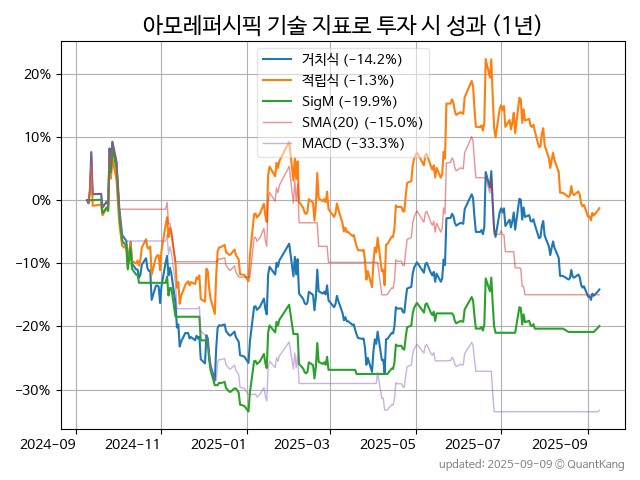 아모레퍼시픽 기술 지표로 투자 시 성과 (1년)
거치식 (−14.2%)
적립식 (−1.3%)
SigM (−19.9%)
SMA(20) (−15.0%)
MACD (−33.3%)
20%
10%
0%
−10%
−20%
−30%
2024-09
2024-11
2025-01
2025-03
2025-05
2025-07
2025-09
updated: 2025-09-09 © QuantKang